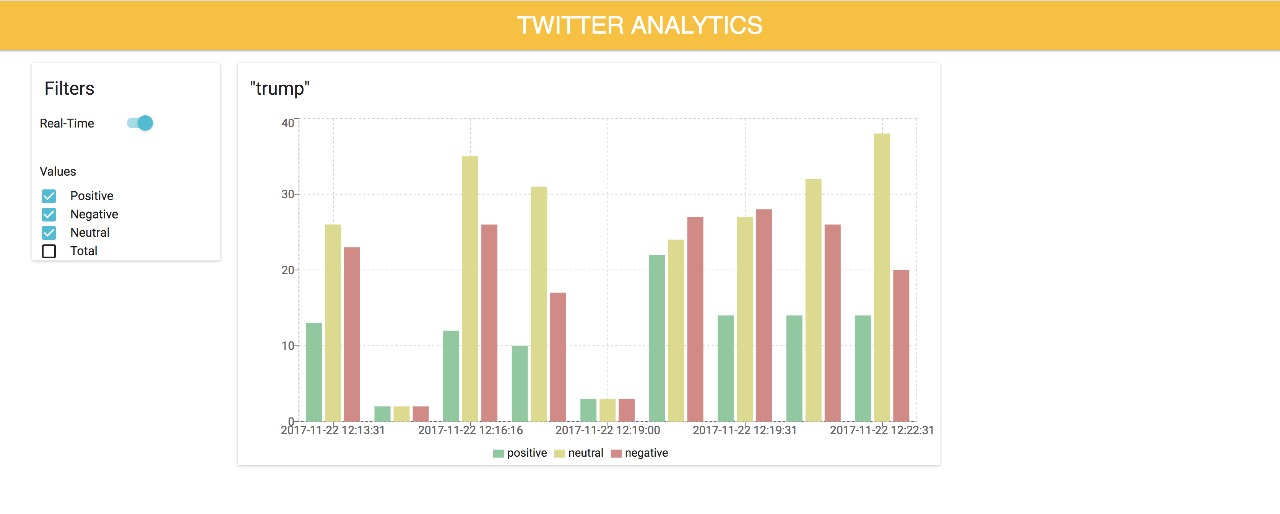 TWITTER ANALYTICS
Filters
Real-Time
Values
Positive
Negative
Neutral
Total
"trump"
40
30
20
10
0
2017-11-22 12:13:31 2017-11-22 12:16:16 2017-11-22 12:19:00 2017-11-22 12:19:31 2017-11-22 12:22:31
positive neutral negative